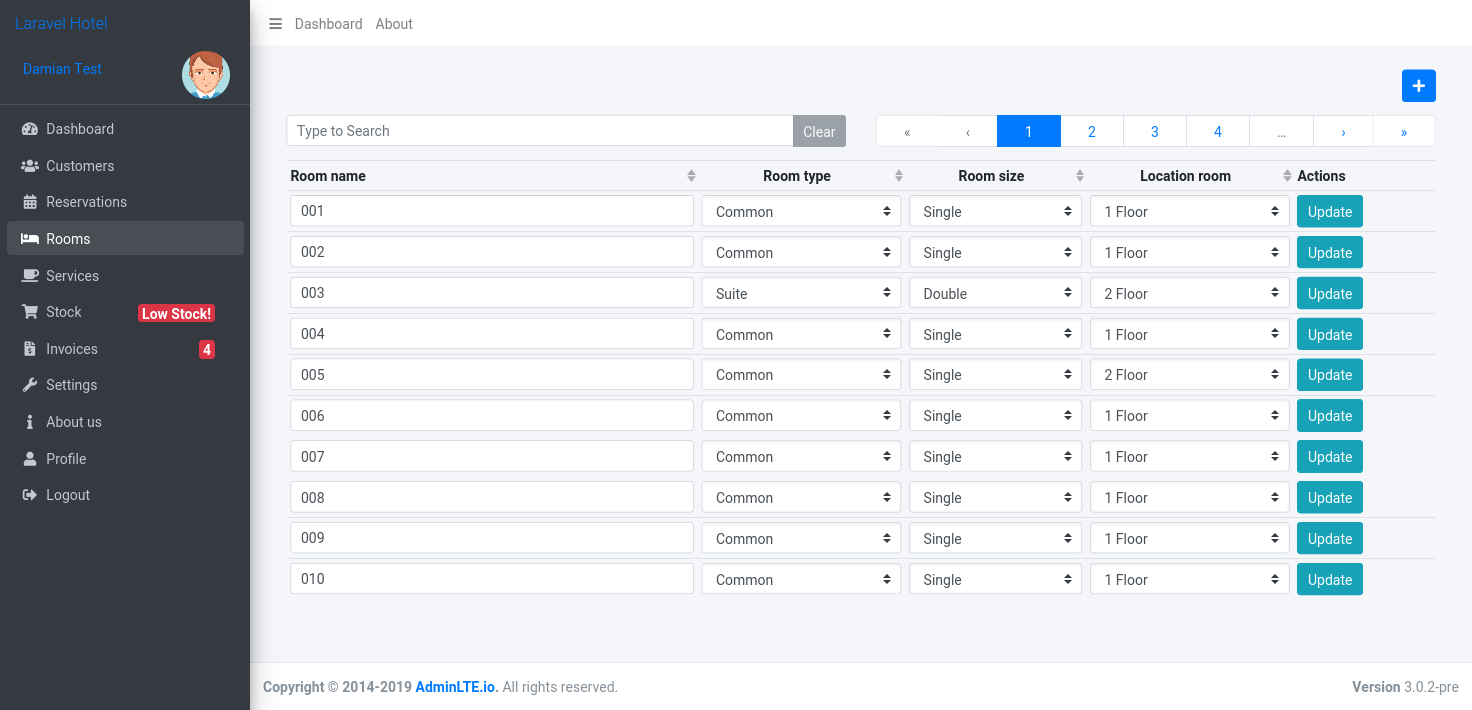 Laravel Hotel
Damian Test
Dashboard
Customers
Reservations
Rooms
Services
Stock Low Stock!
Invoices 4
Settings
About us
Profile
Logout
Dashboard About
+
Type to Search Clear « ‹ 1 2 3 4 ... › »
Room name Room type Room size Location room Actions
001 Common Single 1 Floor Update
002 Common Single 1 Floor Update
003 Suite Double 2 Floor Update
004 Common Single 1 Floor Update
005 Common Single 2 Floor Update
006 Common Single 1 Floor Update
007 Common Single 1 Floor Update
008 Common Single 1 Floor Update
009 Common Single 1 Floor Update
010 Common Single 1 Floor Update
Copyright © 2014-2019 AdminLTE.io. All rights reserved. Version 3.0.2-pre